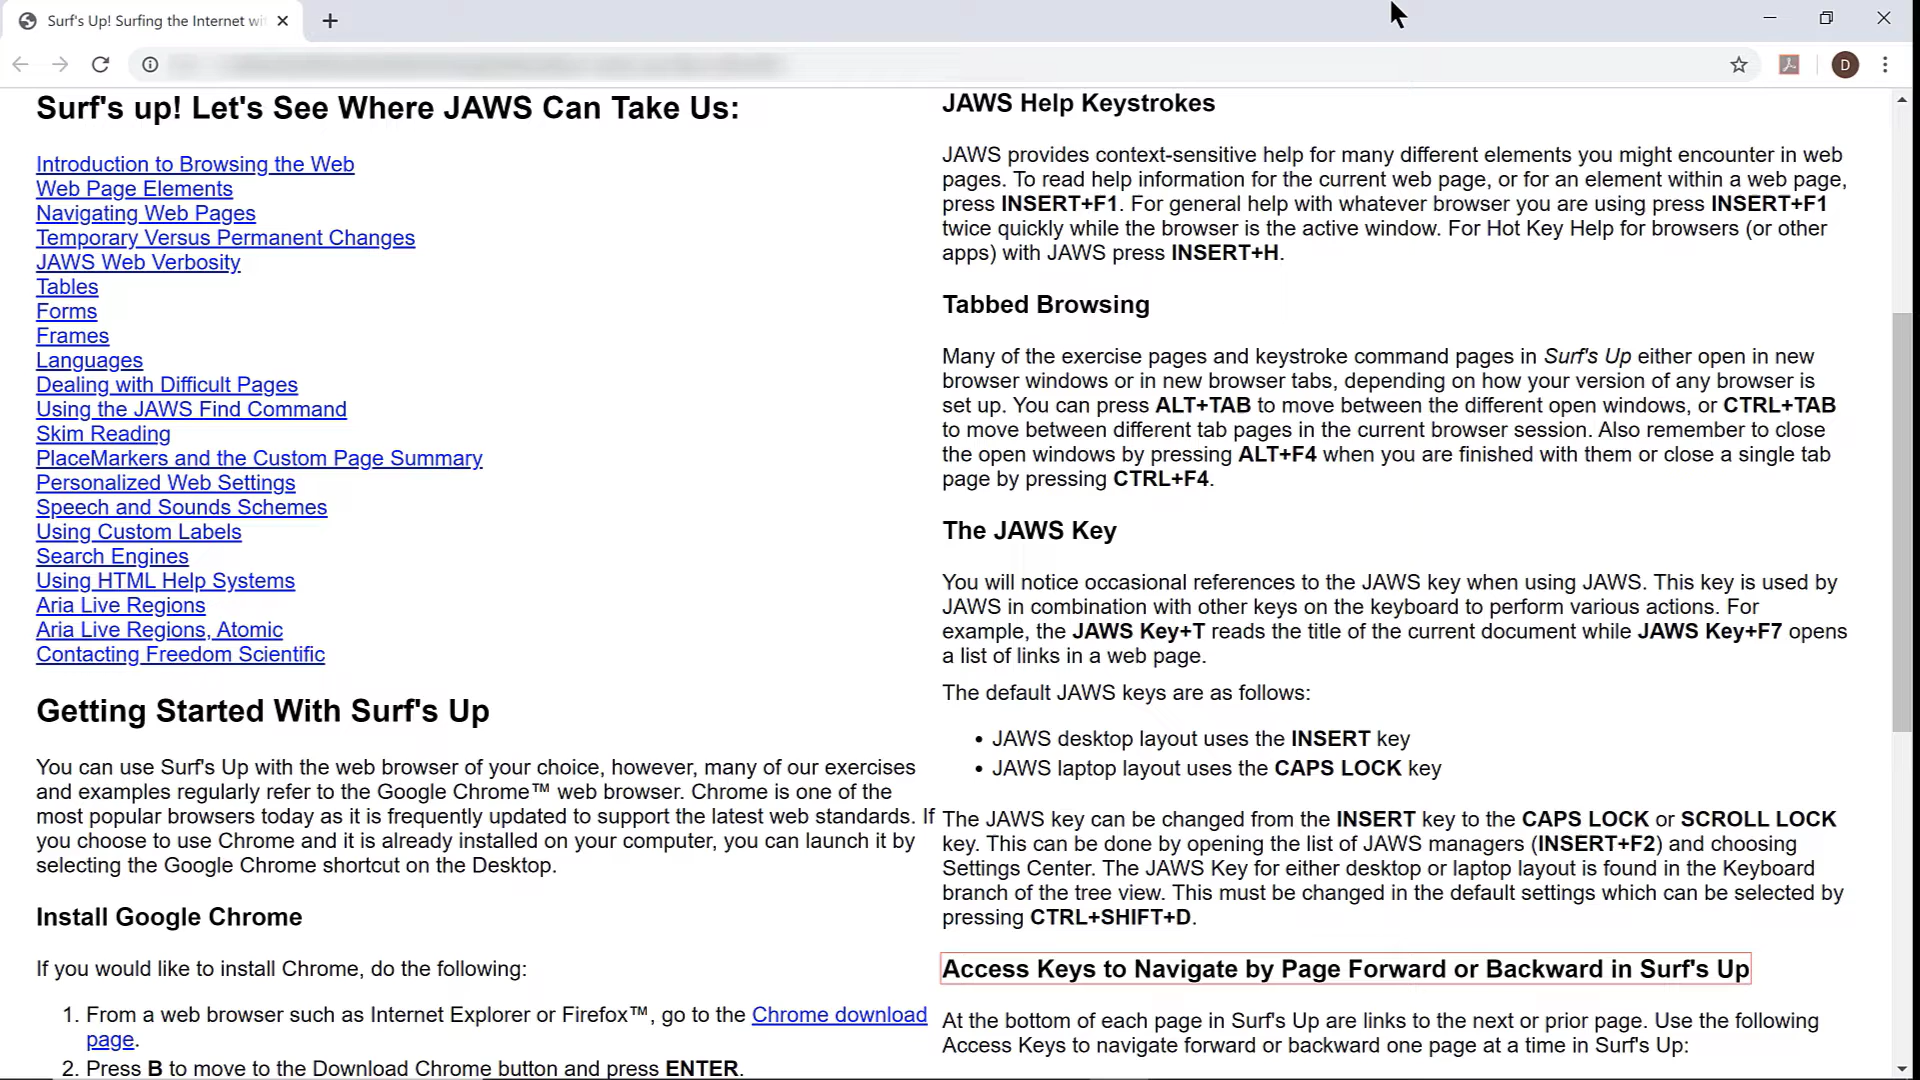 Surf's Up! Surfing the Internet wi
D
Surf's up! Let's See Where JAWS Can Take Us:
Introduction to Browsing the Web
Web Page Elements
Navigating Web Pages
Temporary Versus Permanent Changes
JAWS Web Verbosity
Tables
Forms
Frames
Languages
Dealing with Difficult Pages
Using the JAWS Find Command
Skim Reading
PlaceMarkers and the Custom Page Summary
Personalized Web Settings
Speech and Sounds Schemes
Using Custom Labels
Search Engines
Using HTML Help Systems
Aria Live Regions
Aria Live Regions, Atomic
Contacting Freedom Scientific
Getting Started With Surf's Up
You can use Surf's Up with the web browser of your choice, however, many of our exercises
and examples regularly refer to the Google Chrome™ web browser. Chrome is one of the
most popular browsers today as it is frequently updated to support the latest web standards. If
you choose to use Chrome and it is already installed on your computer, you can launch it by
selecting the Google Chrome shortcut on the Desktop.
Install Google Chrome
If you would like to install Chrome, do the following:
1. From a web browser such as Internet Explorer or Firefox™, go to the Chrome download
page.
2. Press B to move to the Download Chrome button and press ENTER.
JAWS Help Keystrokes
JAWS provides context-sensitive help for many different elements you might encounter in web
pages. To read help information for the current web page, or for an element within a web page,
press INSERT+F1. For general help with whatever browser you are using press INSERT+F1
twice quickly while the browser is the active window. For Hot Key Help for browsers (or other
apps) with JAWS press INSERT+H.
Tabbed Browsing
Many of the exercise pages and keystroke command pages in Surf's Up either open in new
browser windows or in new browser tabs, depending on how your version of any browser is
set up. You can press ALT+TAB to move between the different open windows, or CTRL+TAB
to move between different tab pages in the current browser session. Also remember to close
the open windows by pressing ALT+F4 when you are finished with them or close a single tab
page by pressing CTRL+F4.
The JAWS Key
You will notice occasional references to the JAWS key when using JAWS. This key is used by
JAWS in combination with other keys on the keyboard to perform various actions. For
example, the JAWS Key+T reads the title of the current document while JAWS Key+F7 opens
a list of links in a web page.
The default JAWS keys are as follows:
• JAWS desktop layout uses the INSERT key
• JAWS laptop layout uses the CAPS LOCK key
The JAWS key can be changed from the INSERT key to the CAPS LOCK or SCROLL LOCK
key. This can be done by opening the list of JAWS managers (INSERT+F2) and choosing
Settings Center. The JAWS Key for either desktop or laptop layout is found in the Keyboard
branch of the tree view. This must be changed in the default settings which can be selected by
pressing CTRL+SHIFT+D.
Access Keys to Navigate by Page Forward or Backward in Surf's Up
At the bottom of each page in Surf's Up are links to the next or prior page. Use the following
Access Keys to navigate forward or backward one page at a time in Surf's Up: